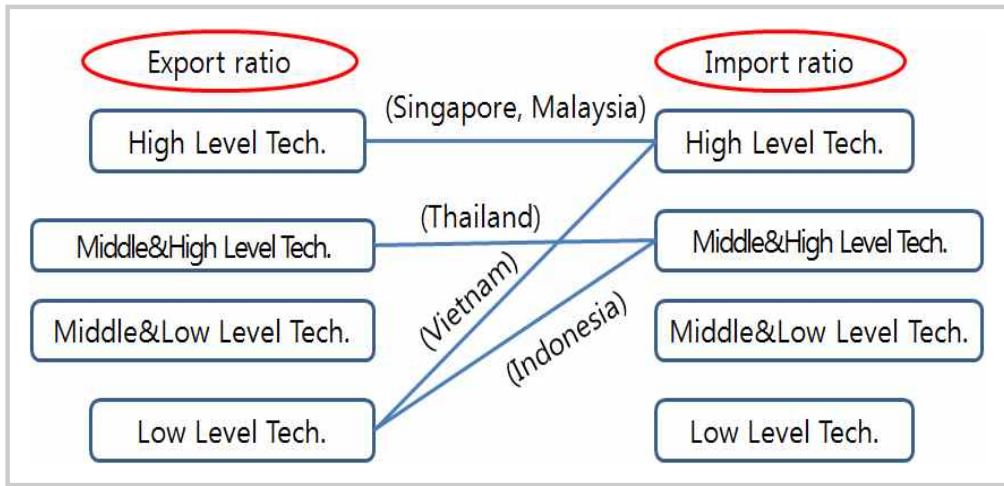 Export ratio
Import ratio
(Singapore, Malaysia)
High Level Tech.
High Level Tech.
(Thailand)
Middle&High Level Tech.
Middle&High Level Tech.
(Vietnam)
(Indonesia)
Middle&Low Level Tech.
Middle&Low Level Tech.
Low Level Tech.
Low Level Tech.